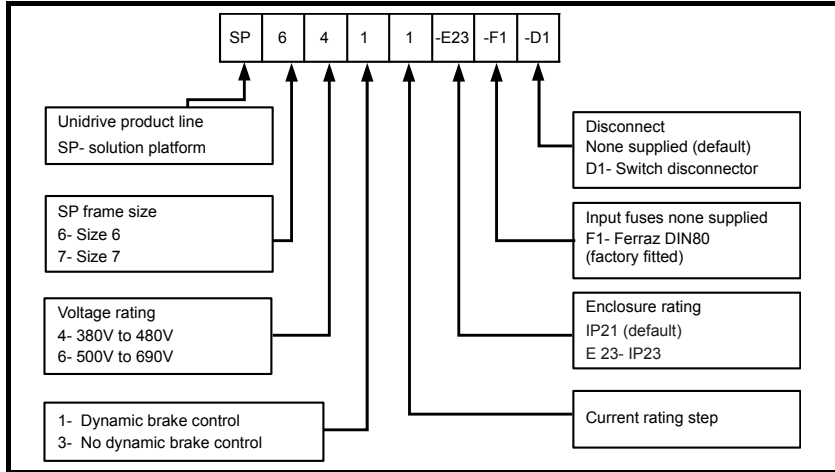 SP 6 4 1 1 -E23 -F1 -D1
Unidrive product line
SP- solution platform
SP frame size
6- Size 6
7- Size 7
Voltage rating
4- 380V to 480V
6- 500V to 690V
1- Dynamic brake control
3- No dynamic brake control
Disconnect
None supplied (default)
D1- Switch disconnector
Input fuses none supplied
F1- Ferraz DIN80
(factory fitted)
Enclosure rating
IP21 (default)
E 23- IP23
Current rating step